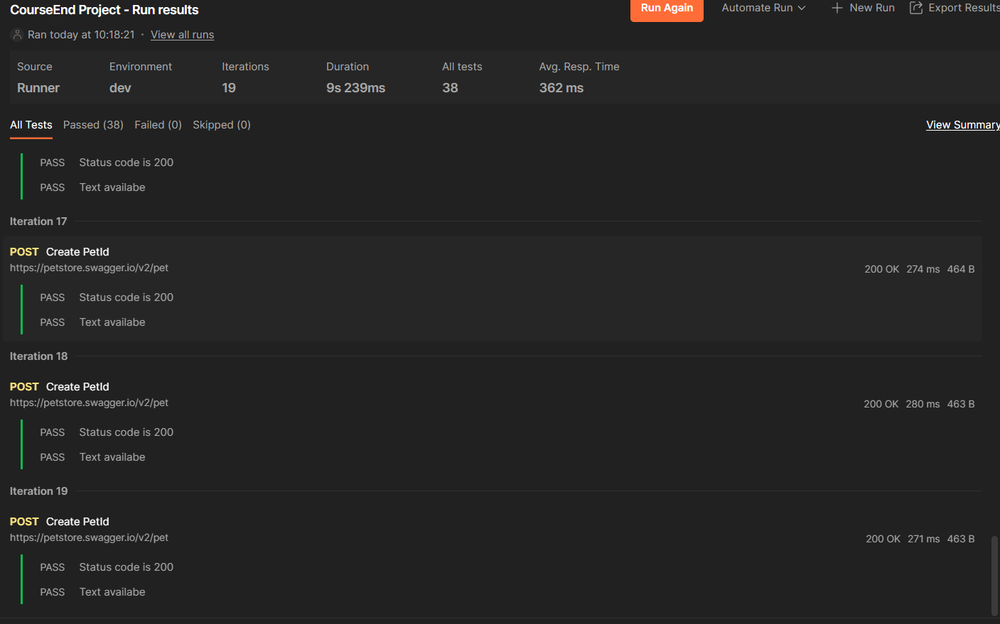 CourseEnd Project - Run results
Run Again
Automate Run
New Run
Export Results
Ran today at 10:18:21 · View all runs
Source Environment Iterations Duration All tests Avg. Resp. Time
Runner dev 19 9s 239ms 38 362 ms
All Tests Passed (38) Failed (0) Skipped (0) View Summary
PASS Status code is 200
PASS Text availabe
Iteration 17
POST Create PetId
https://petstore.swagger.io/v2/pet
200 OK 274 ms 464 B
PASS Status code is 200
PASS Text availabe
Iteration 18
POST Create PetId
https://petstore.swagger.io/v2/pet
200 OK 280 ms 463 B
PASS Status code is 200
PASS Text availabe
Iteration 19
POST Create PetId
https://petstore.swagger.io/v2/pet
200 OK 271 ms 463 B
PASS Status code is 200
PASS Text availabe